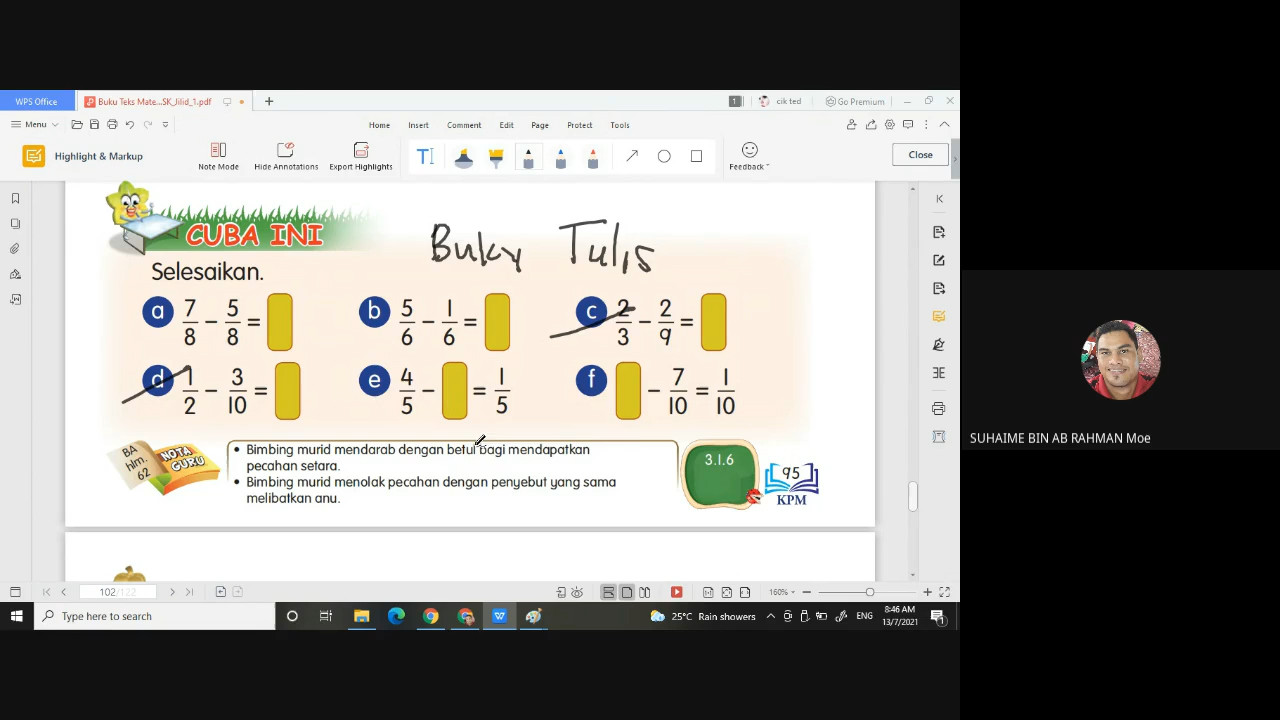 WPS Office
Buku Teks Mate...SK_Jilid_1.pdf
+
1
cik ted
Go Premium
Menu
Home Insert Comment Edit Page Protect Tools
Highlight & Markup
Note Mode Hide Annotations Export Highlights
T
Feedback
Close
CUBA INI
Buku Tulis
Selesaikan.
a 7/8 − 5/8 =
b 5/6 − 1/6 =
c 2/3 − 2/9 =
d 1/2 − 3/10 =
e 4/5 − = 1/5
f − 7/10 = 1/10
BA hlm. 62
NOTA GURU
• Bimbing murid mendarab dengan betul bagi mendapatkan
pecahan setara.
• Bimbing murid menolak pecahan dengan penyebut yang sama
melibatkan anu.
3.1.6
95
KPM
SUHAIME BIN AB RAHMAN Moe
102/122
160%
Type here to search
25°C Rain showers
ENG
8:46 AM
13/7/2021
1